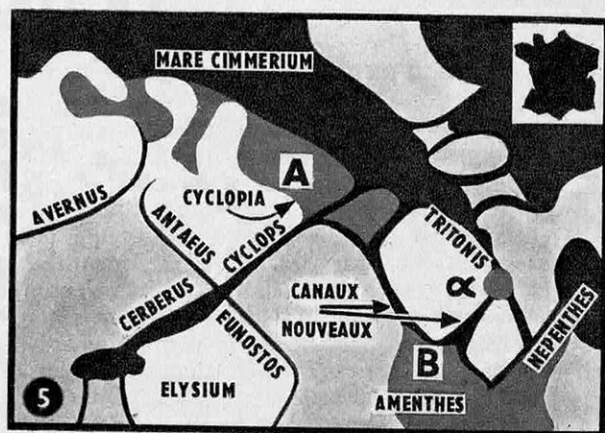 MARE CIMMERIUM
A
CYCLOPIA
AVERNUS
ANTAEUS
CYCLOPS
TRITONIS
α
CERBERUS
CANAUX
NOUVEAUX
EUNOSTOS
NEPENTHES
B
5
ELYSIUM
AMENTHES